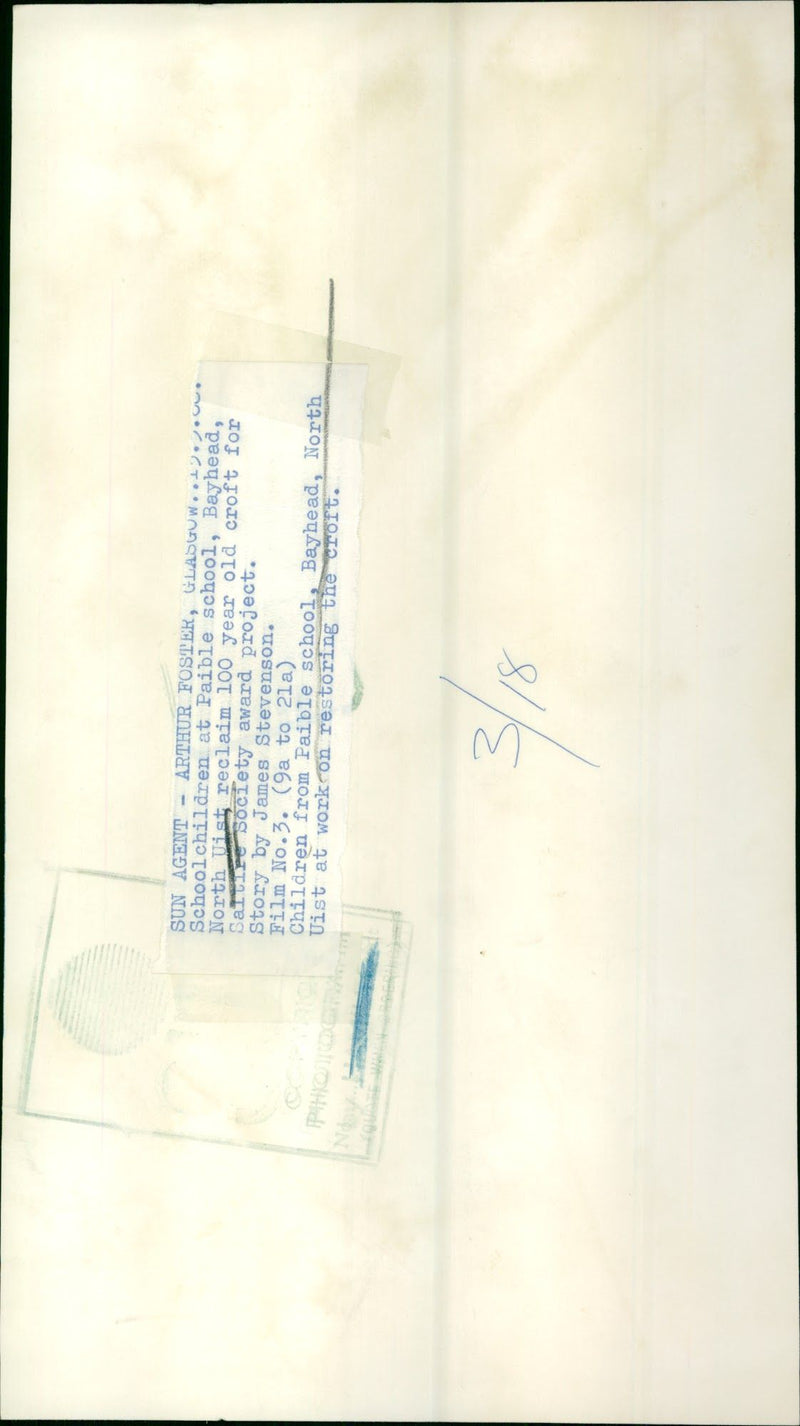 SUN AGENT - ARTHUR FOSTER, GLASGOW..
Schoolchildren at Paible school, Bayhead,
North Uist reclaim 100 year old croft for
Saltire Society award project.
Story by James Stevenson.
Film No.3. (9a to 21a)
Children from Paible school, Bayhead, North
Uist at work on restoring the croft.
3/18
COPYRIGHT
PHOTOGRAPH